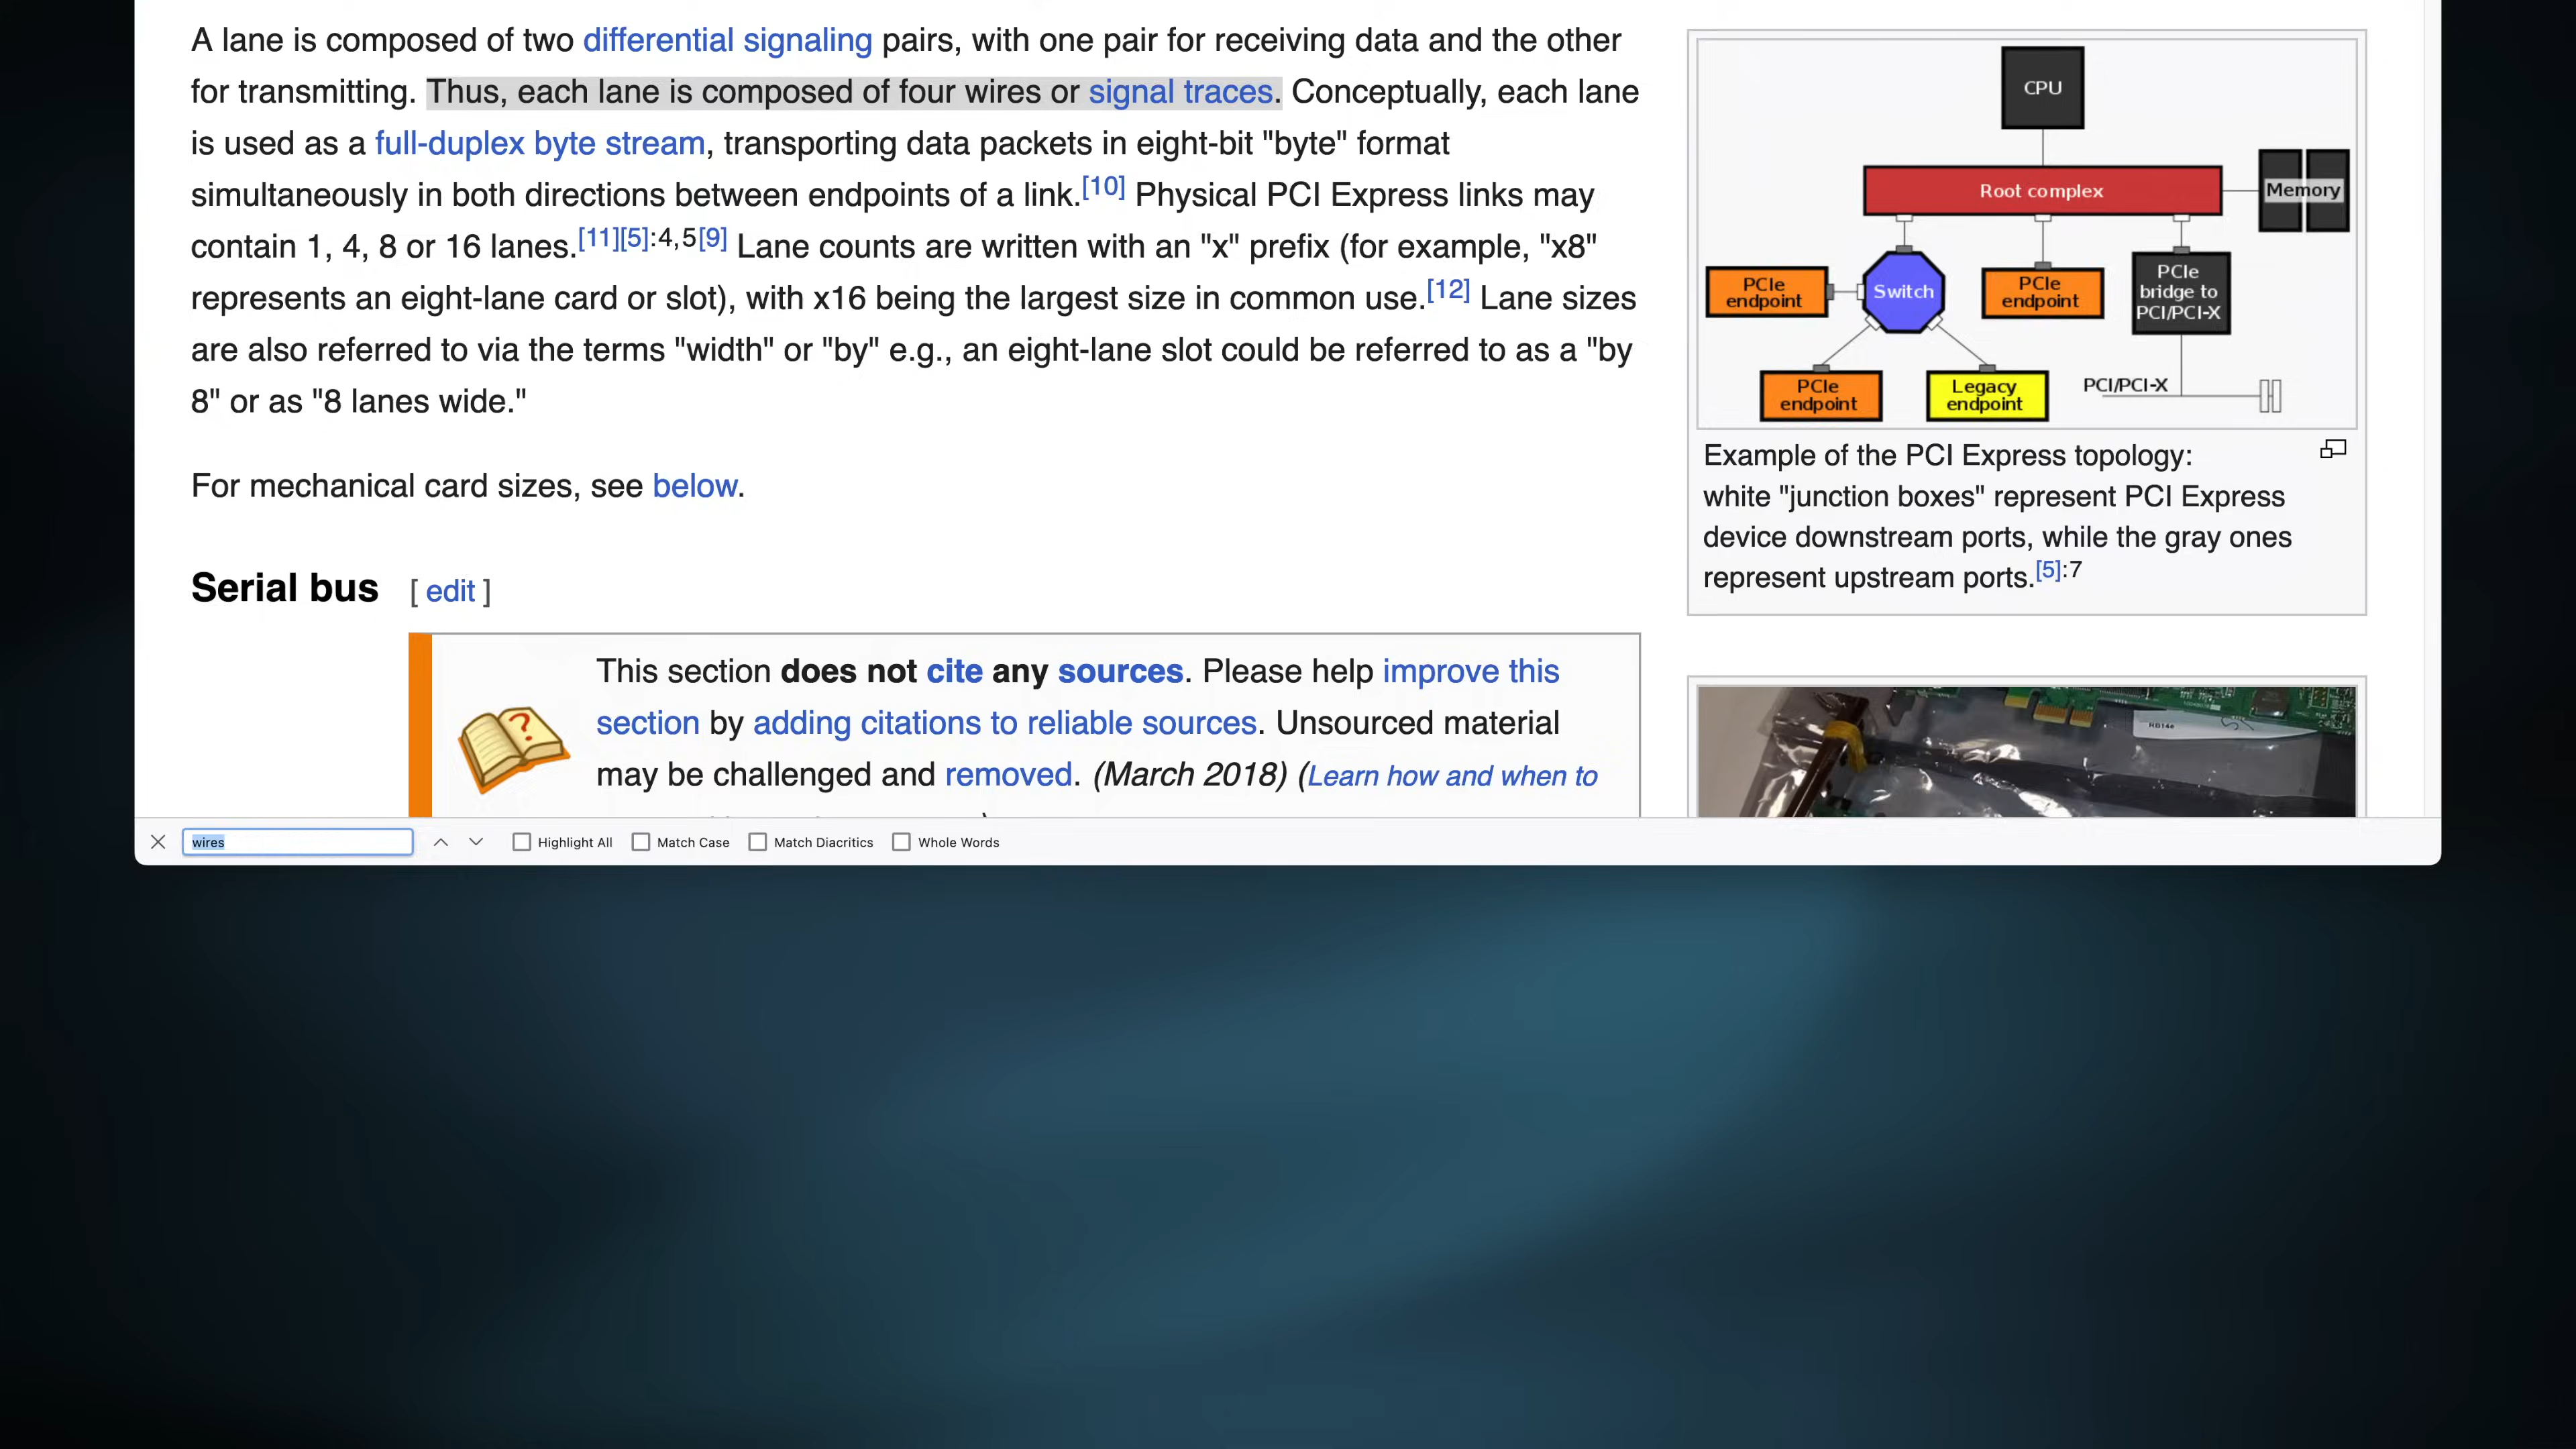 A lane is composed of two differential signaling pairs, with one pair for receiving data and the other
for transmitting. Thus, each lane is composed of four wires or signal traces. Conceptually, each lane
is used as a full-duplex byte stream, transporting data packets in eight-bit "byte" format
simultaneously in both directions between endpoints of a link.[10] Physical PCI Express links may
contain 1, 4, 8 or 16 lanes.[11][5]:4,5[9] Lane counts are written with an "x" prefix (for example, "x8"
represents an eight-lane card or slot), with x16 being the largest size in common use.[12] Lane sizes
are also referred to via the terms "width" or "by" e.g., an eight-lane slot could be referred to as a "by
8" or as "8 lanes wide."
For mechanical card sizes, see below.
Serial bus [ edit ]
This section does not cite any sources. Please help improve this
section by adding citations to reliable sources. Unsourced material
may be challenged and removed. (March 2018) (Learn how and when to
CPU
Root complex
Memory
PCIe
endpoint
Switch
PCIe
endpoint
PCIe
bridge to
PCI/PCI-X
PCIe
endpoint
Legacy
endpoint
PCI/PCI-X
Example of the PCI Express topology:
white "junction boxes" represent PCI Express
device downstream ports, while the gray ones
represent upstream ports.[5]:7
wires
Highlight All
Match Case
Match Diacritics
Whole Words